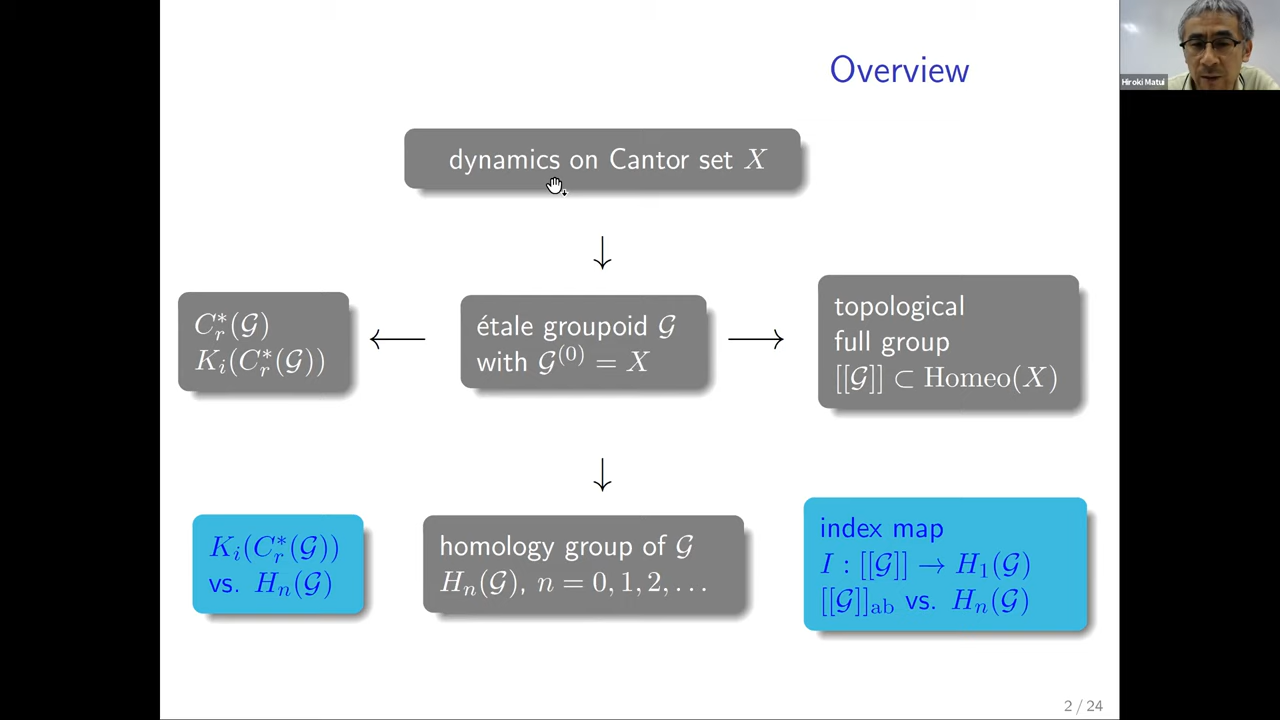 Overview
Hiroki Matui
dynamics on Cantor set X
↓
C*_r(𝒢)
K_i(C*_r(𝒢))
←
étale groupoid 𝒢
with 𝒢^(0) = X
→
topological
full group
[[𝒢]] ⊂ Homeo(X)
↓
K_i(C*_r(𝒢))
vs. H_n(𝒢)
homology group of 𝒢
H_n(𝒢), n = 0, 1, 2, . . .
index map
I : [[𝒢]] → H_1(𝒢)
[[𝒢]]_ab vs. H_n(𝒢)
2 / 24